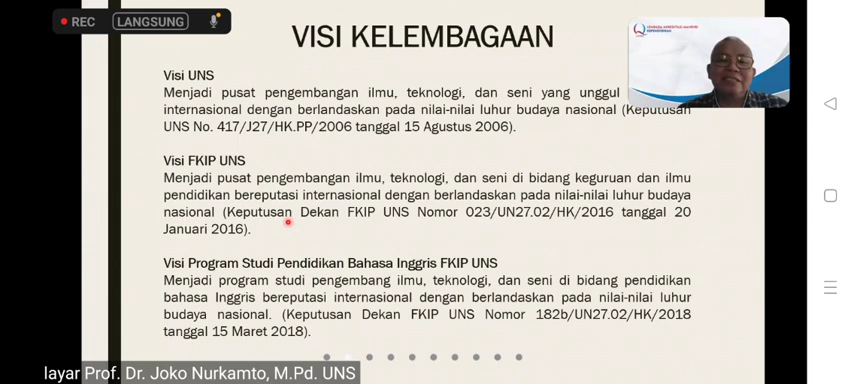 REC LANGSUNG
VISI KELEMBAGAAN
LEMBAGA AKREDITASI MANDIRI
KEPENDIDIKAN
Visi UNS
Menjadi pusat pengembangan ilmu, teknologi, dan seni yang unggul
internasional dengan berlandaskan pada nilai-nilai luhur budaya nasional (Keputusan
UNS No. 417/J27/HK.PP/2006 tanggal 15 Agustus 2006).
Visi FKIP UNS
Menjadi pusat pengembangan ilmu, teknologi, dan seni di bidang keguruan dan ilmu
pendidikan bereputasi internasional dengan berlandaskan pada nilai-nilai luhur budaya
nasional (Keputusan Dekan FKIP UNS Nomor 023/UN27.02/HK/2016 tanggal 20
Januari 2016).
Visi Program Studi Pendidikan Bahasa Inggris FKIP UNS
Menjadi program studi pengembang ilmu, teknologi, dan seni di bidang pendidikan
bahasa Inggris bereputasi internasional dengan berlandaskan pada nilai-nilai luhur
budaya nasional. (Keputusan Dekan FKIP UNS Nomor 182b/UN27.02/HK/2018
tanggal 15 Maret 2018).
layar Prof. Dr. Joko Nurkamto, M.Pd. UNS